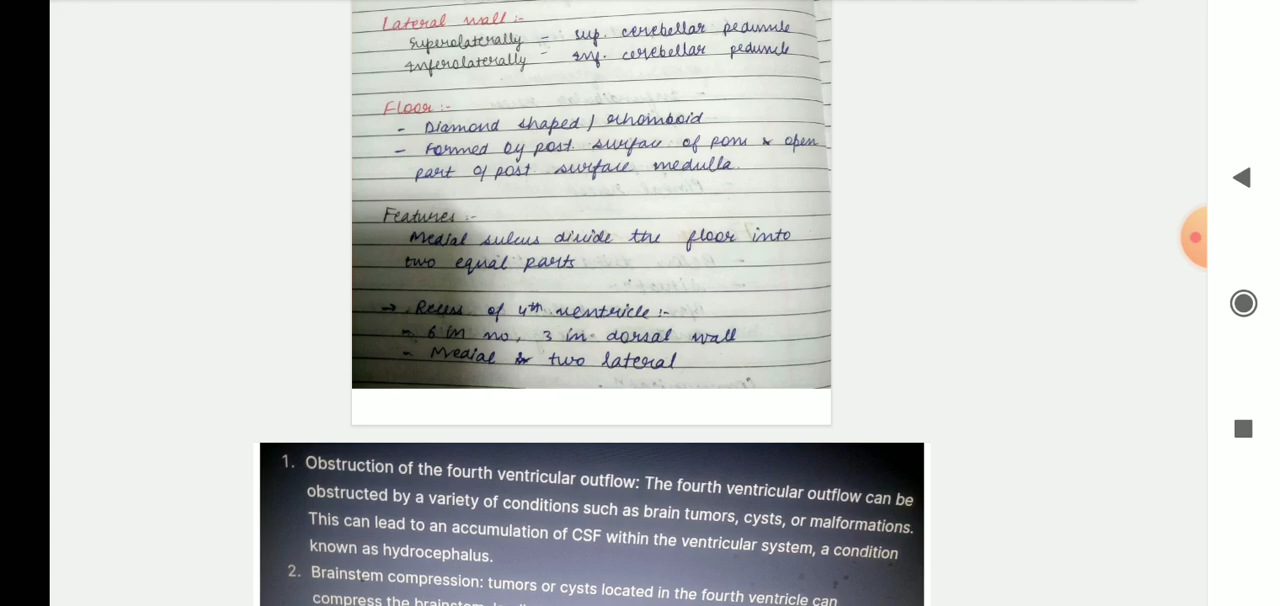 Lateral wall :-
Superolaterally - sup. cerebellar peduncle
Inferolaterally - inf. cerebellar peduncle
Floor :-
- Diamond shaped / rhomboid
- Formed by post. surface of pons & open
part of post surface medulla.
Features :-
Medial sulcus divide the floor into
two equal parts
→ Recess of 4th ventricle :-
- 6 in no, 3 in dorsal wall
- Medial & two lateral
1. Obstruction of the fourth ventricular outflow: The fourth ventricular outflow can be
obstructed by a variety of conditions such as brain tumors, cysts, or malformations.
This can lead to an accumulation of CSF within the ventricular system, a condition
known as hydrocephalus.
2. Brainstem compression: tumors or cysts located in the fourth ventricle can
compress the brainstem